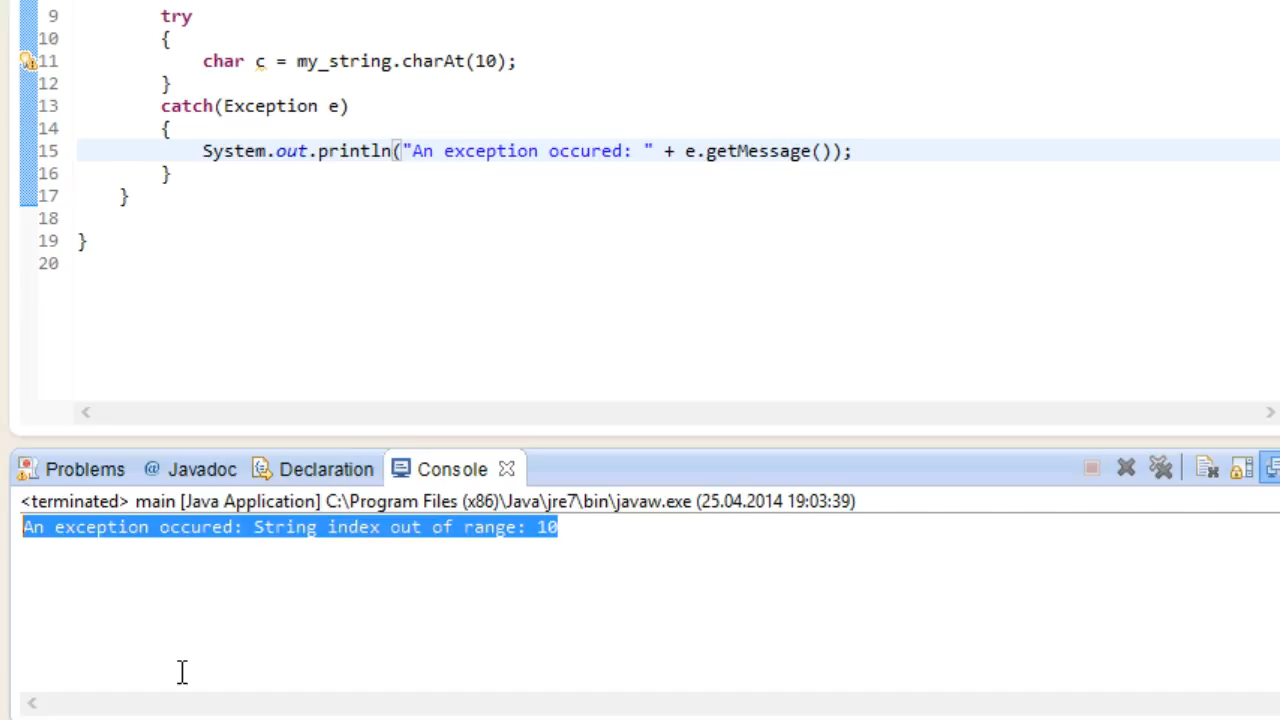 9 try
10 {
11 char c = my_string.charAt(10);
12 }
13 catch(Exception e)
14 {
15 System.out.println("An exception occured: " + e.getMessage());
16 }
17 }
18
19 }
20
Problems @ Javadoc Declaration Console
<terminated> main [Java Application] C:\Program Files (x86)\Java\jre7\bin\javaw.exe (25.04.2014 19:03:39)
An exception occured: String index out of range: 10